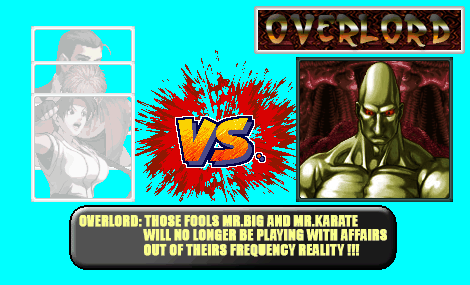 OVERLORD
VS.
OVERLORD: THOSE FOOLS MR.BIG AND MR.KARATE
WILL NO LONGER BE PLAYING WITH AFFAIRS
OUT OF THEIRS FREQUENCY REALITY !!!